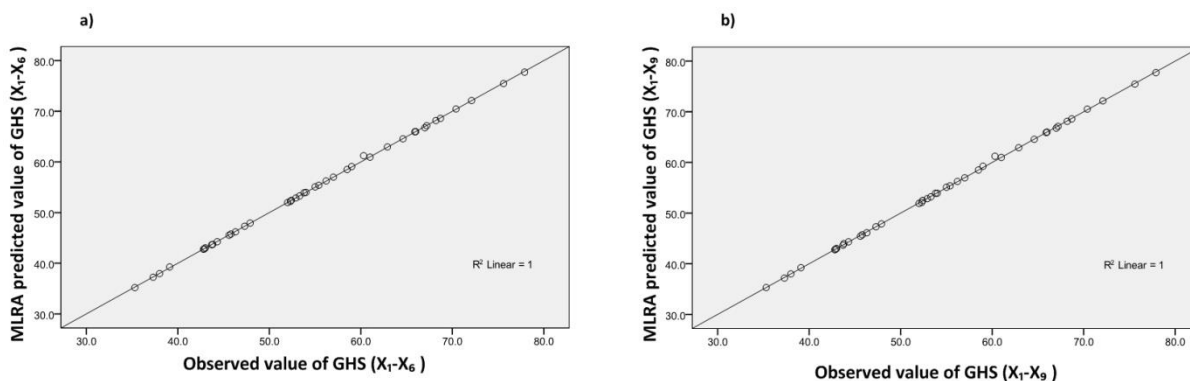 a)
MLRA predicted value of GHS (X₁-X₆ )
80.0
70.0
60.0
50.0
40.0
30.0
R² Linear = 1
30.0 40.0 50.0 60.0 70.0 80.0
Observed value of GHS (X₁-X₆ )
b)
MLRA predicted value of GHS (X₁-X₉ )
80.0
70.0
60.0
50.0
40.0
30.0
R² Linear = 1
30.0 40.0 50.0 60.0 70.0 80.0
Observed value of GHS (X₁-X₉ )